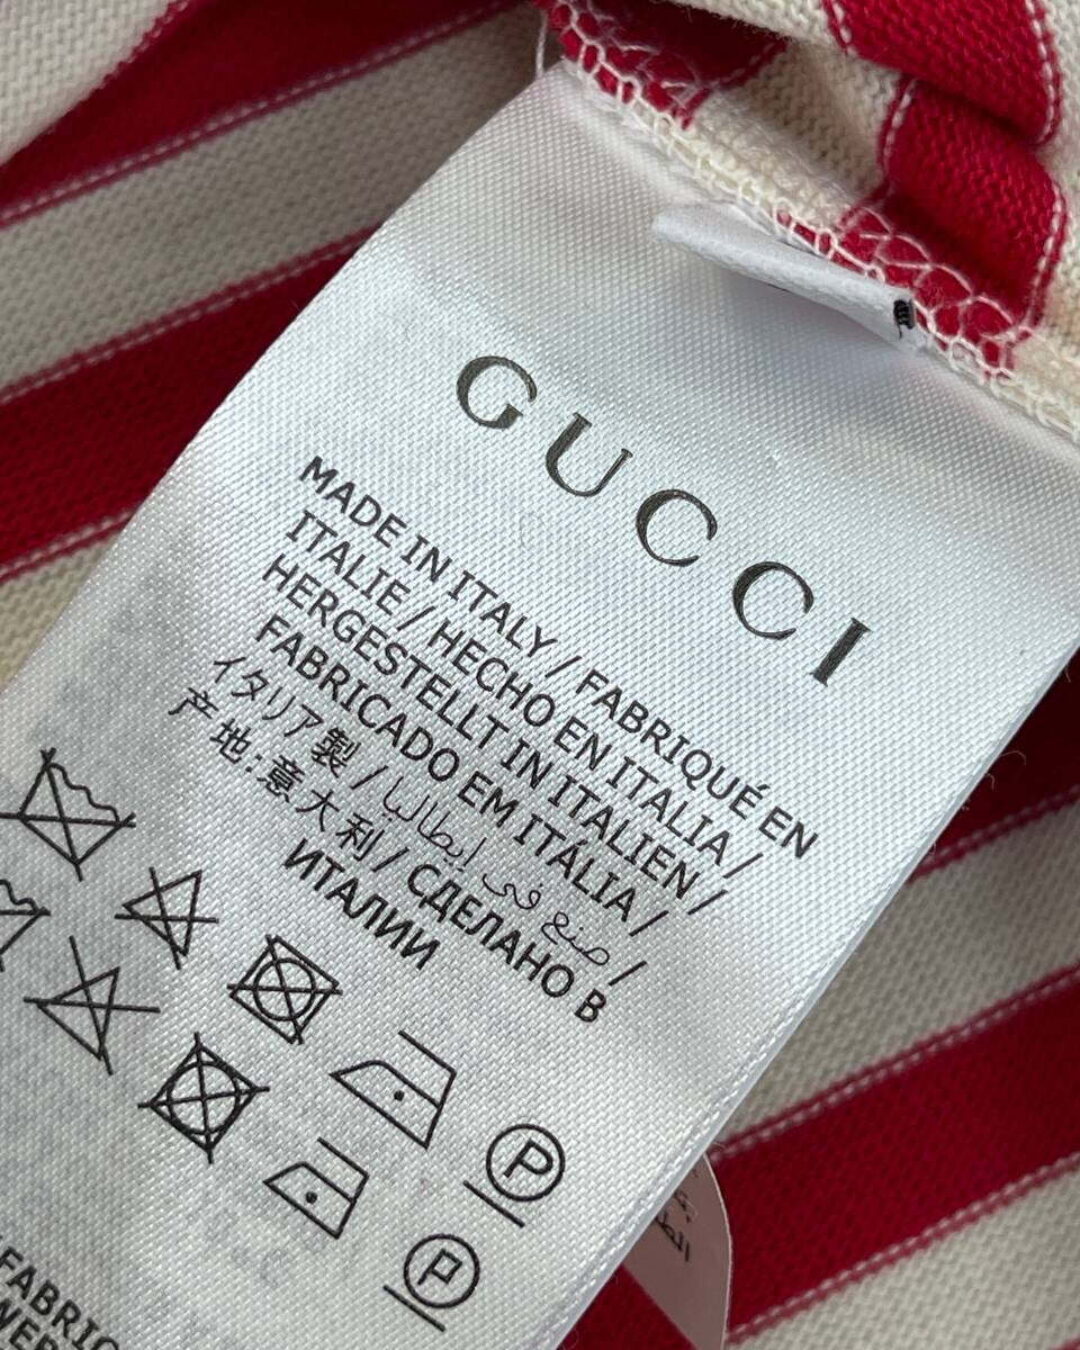 GUCCI
MADE IN ITALY / FABRIQUÉ EN
ITALIE / HECHO EN ITALIA /
HERGESTELLT IN ITALIEN /
FABRICADO EM ITÁLIA /
イタリア製 / صنع في إيطاليا /
产地:意大利 / СДЕЛАНО В
ИТАЛИИ
P
P
FABRIC